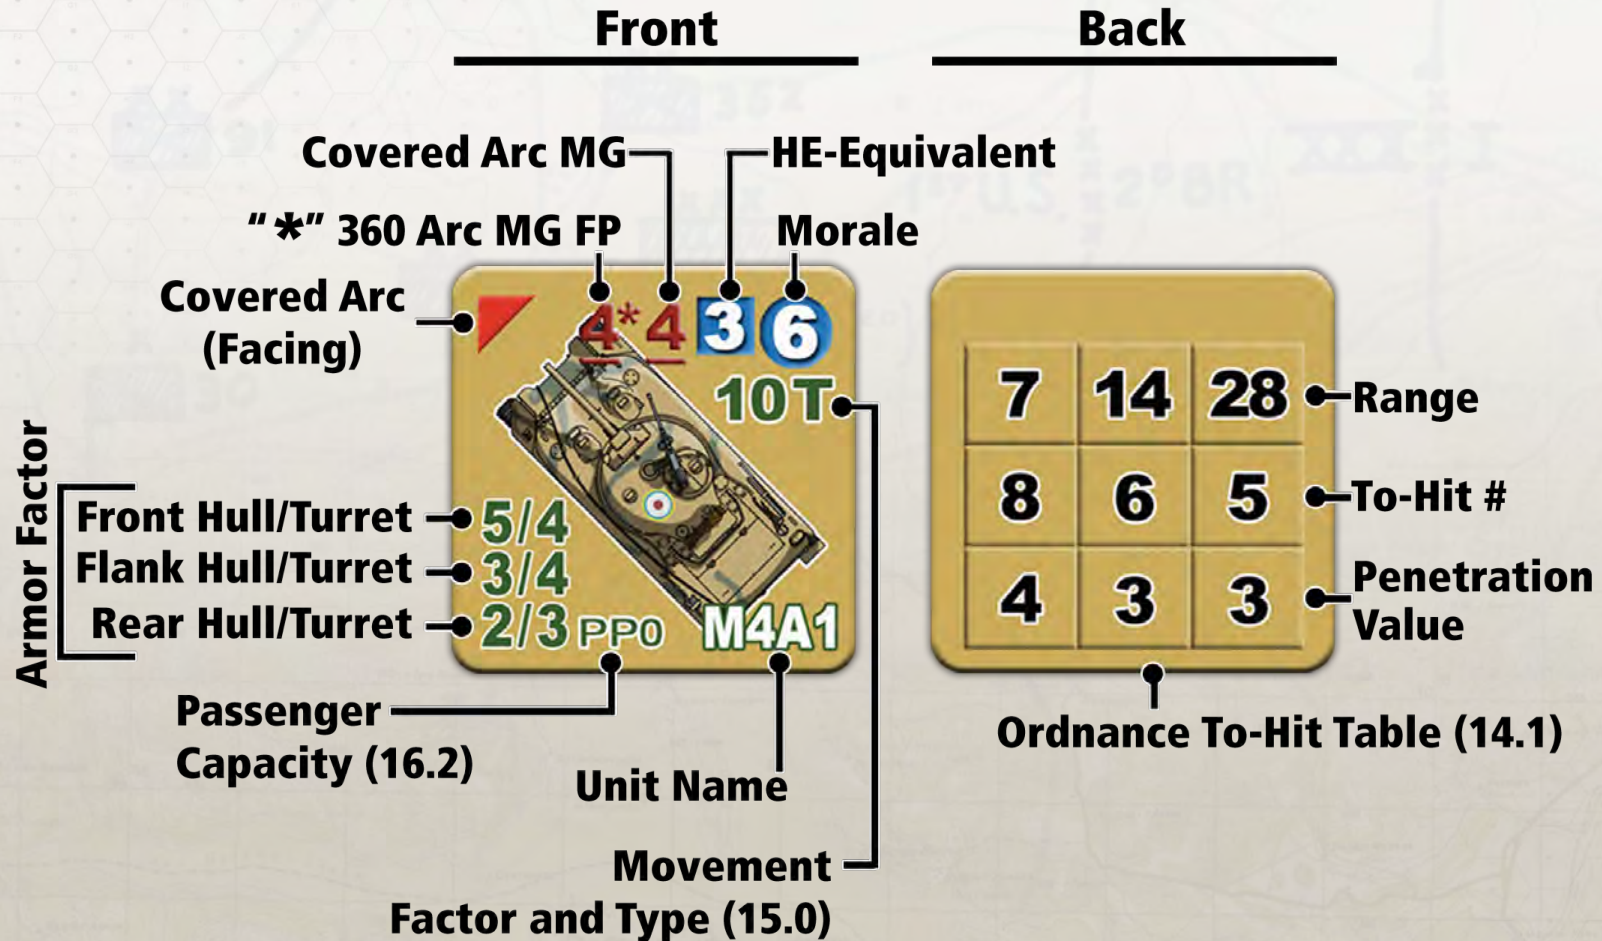 Front
Back
Covered Arc MG
HE-Equivalent
"*" 360 Arc MG FP
Morale
Covered Arc
(Facing)
4* 4 3 6
10T
Armor Factor
Front Hull/Turret
5/4
Flank Hull/Turret
3/4
Rear Hull/Turret
2/3 PP0 M4A1
Passenger
Capacity (16.2)
Unit Name
Movement
Factor and Type (15.0)
7 14 28
Range
8 6 5
To-Hit #
4 3 3
Penetration
Value
Ordnance To-Hit Table (14.1)